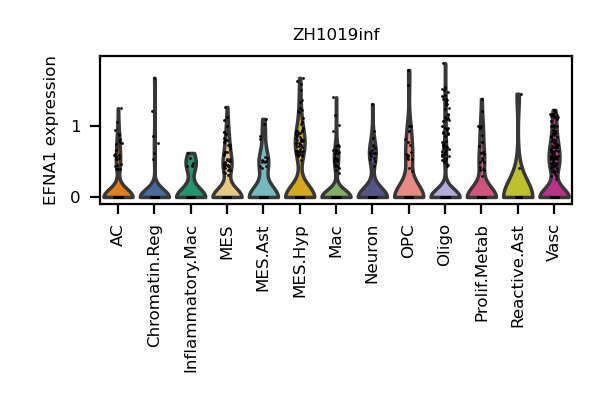 ZH1019inf
EFNA1 expression
1
0
AC
Chromatin.Reg
Inflammatory.Mac
MES
MES.Ast
MES.Hyp
Mac
Neuron
OPC
Oligo
Prolif.Metab
Reactive.Ast
Vasc